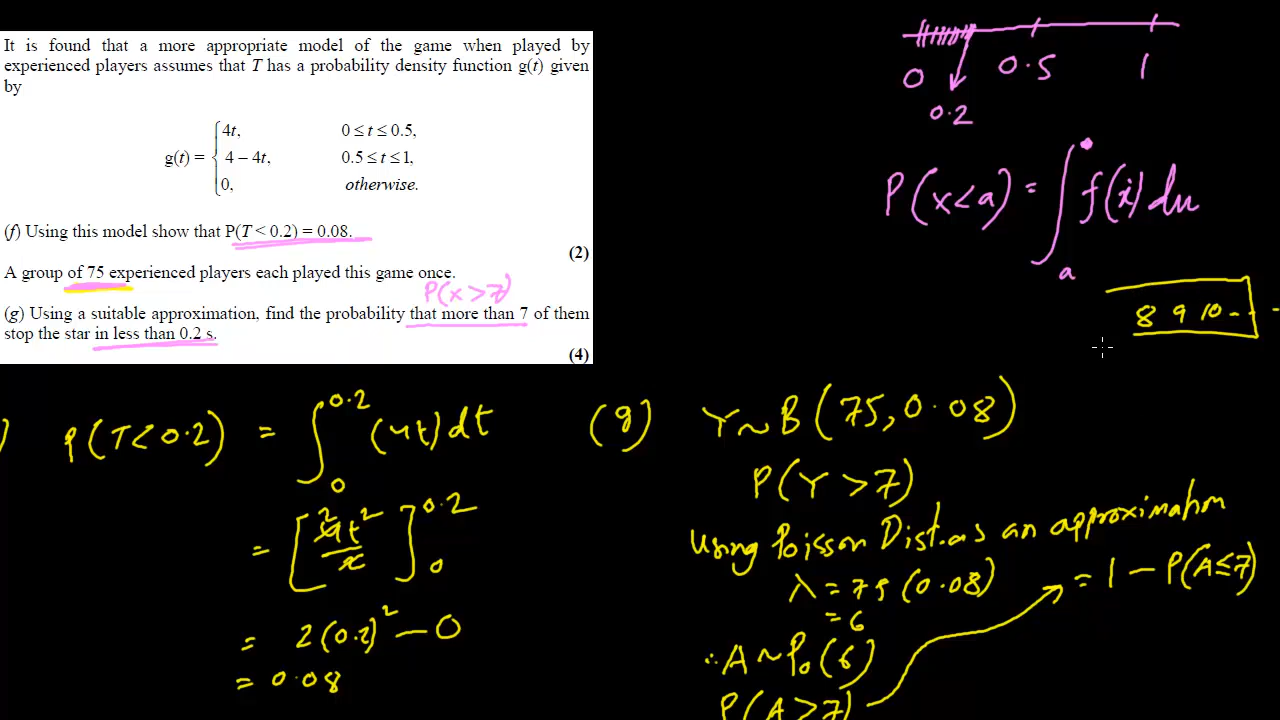 It is found that a more appropriate model of the game when played by
experienced players assumes that T has a probability density function g(t) given
by
g(t) = { 4t, 0 ≤ t ≤ 0.5,
4 – 4t, 0.5 ≤ t ≤ 1,
0, otherwise.
(f) Using this model show that P(T < 0.2) = 0.08.
(2)
A group of 75 experienced players each played this game once.
P(x > 7)
(g) Using a suitable approximation, find the probability that more than 7 of them
stop the star in less than 0.2 s.
(4)
0 0.5 1
0.2
P(x<a) = ∫ₐ f(x) dx
8 9 10 - - -
) P(T<0.2) = ∫₀^0.2 (4t) dt
= [2 4t²/2]₀^0.2
= 2(0.2)² – 0
= 0.08
(g) Y~B(75, 0.08)
P(Y > 7)
Using Poisson Dist. as an approximation
λ = 75(0.08)
= 6
∴ A~Po(6)
P(A>7)
= 1 – P(A≤7)